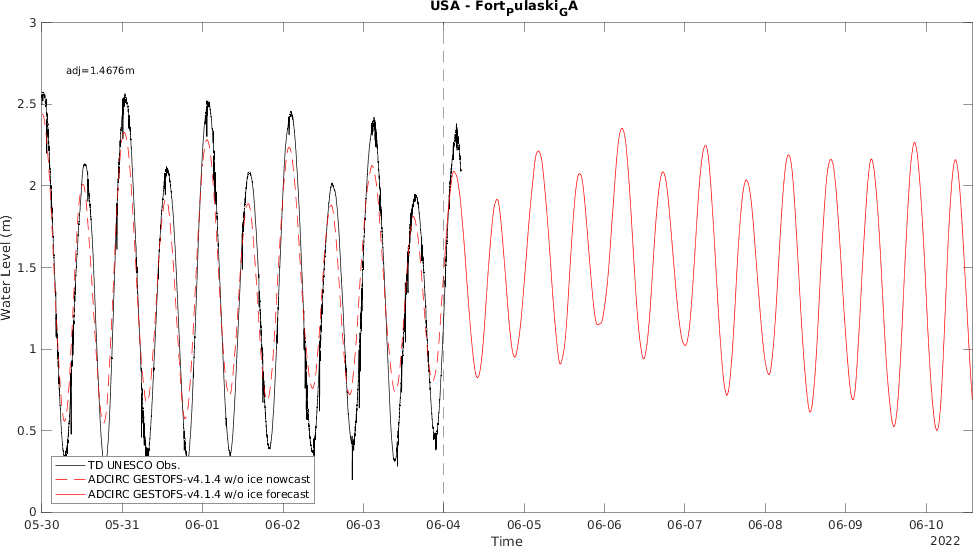 USA - Fort_Pulaski_GA
adj=1.4676m
3
2.5
2
1.5
1
0.5
0
Water Level (m)
TD UNESCO Obs.
ADCIRC GESTOFS-v4.1.4 w/o ice nowcast
ADCIRC GESTOFS-v4.1.4 w/o ice forecast
05-30 05-31 06-01 06-02 06-03 06-04 06-05 06-06 06-07 06-08 06-09 06-10
Time
2022